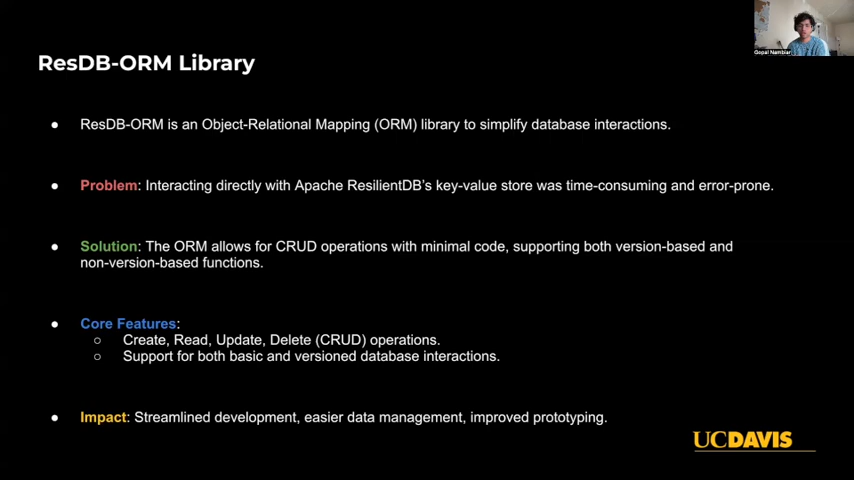 Gopal Nambiar
ResDB-ORM Library
● ResDB-ORM is an Object-Relational Mapping (ORM) library to simplify database interactions.
● Problem: Interacting directly with Apache ResilientDB's key-value store was time-consuming and error-prone.
● Solution: The ORM allows for CRUD operations with minimal code, supporting both version-based and
non-version-based functions.
● Core Features:
○ Create, Read, Update, Delete (CRUD) operations.
○ Support for both basic and versioned database interactions.
● Impact: Streamlined development, easier data management, improved prototyping.
UCDAVIS